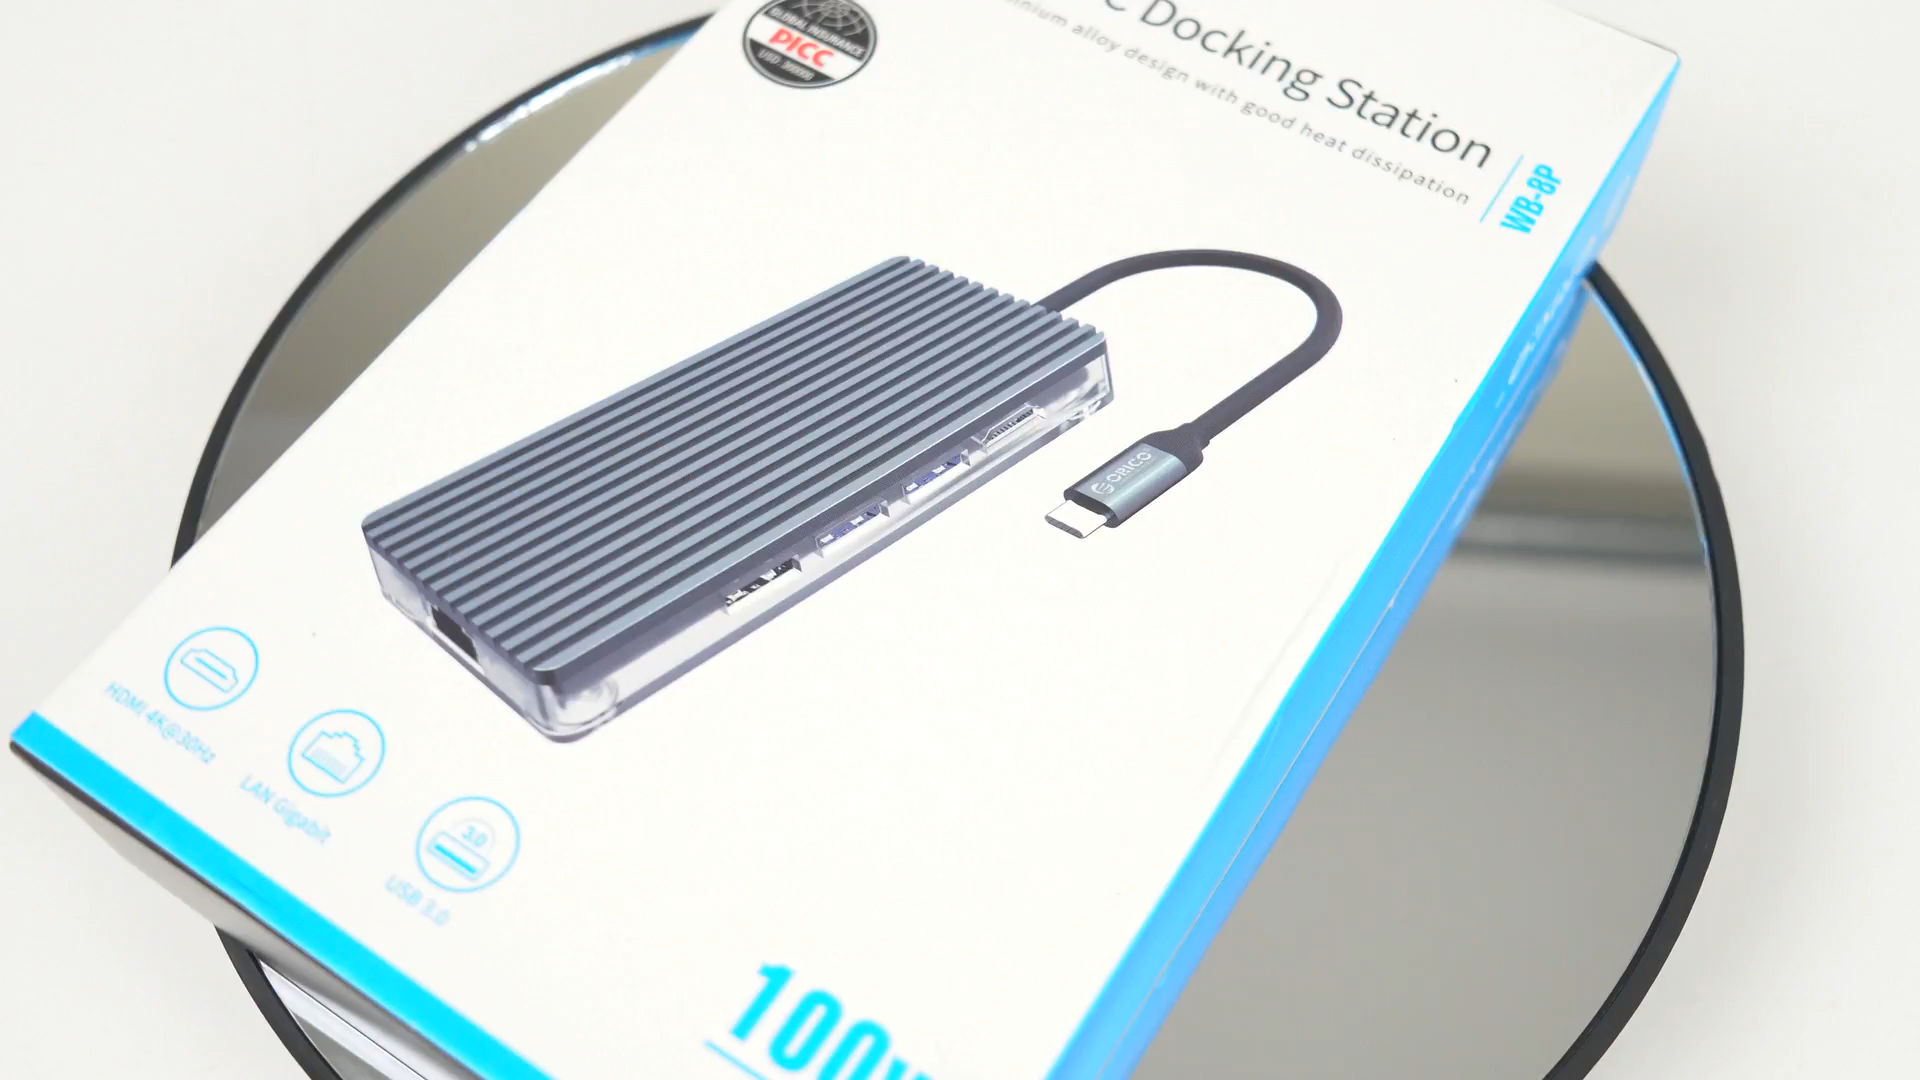 GLOBAL INSURANCE
PICC
C Docking Station
alloy design with good heat dissipation
WB-8P
ORICO
HDMI 4K@30Hz
LAN Gigabit
3.0
USB 3.0
100